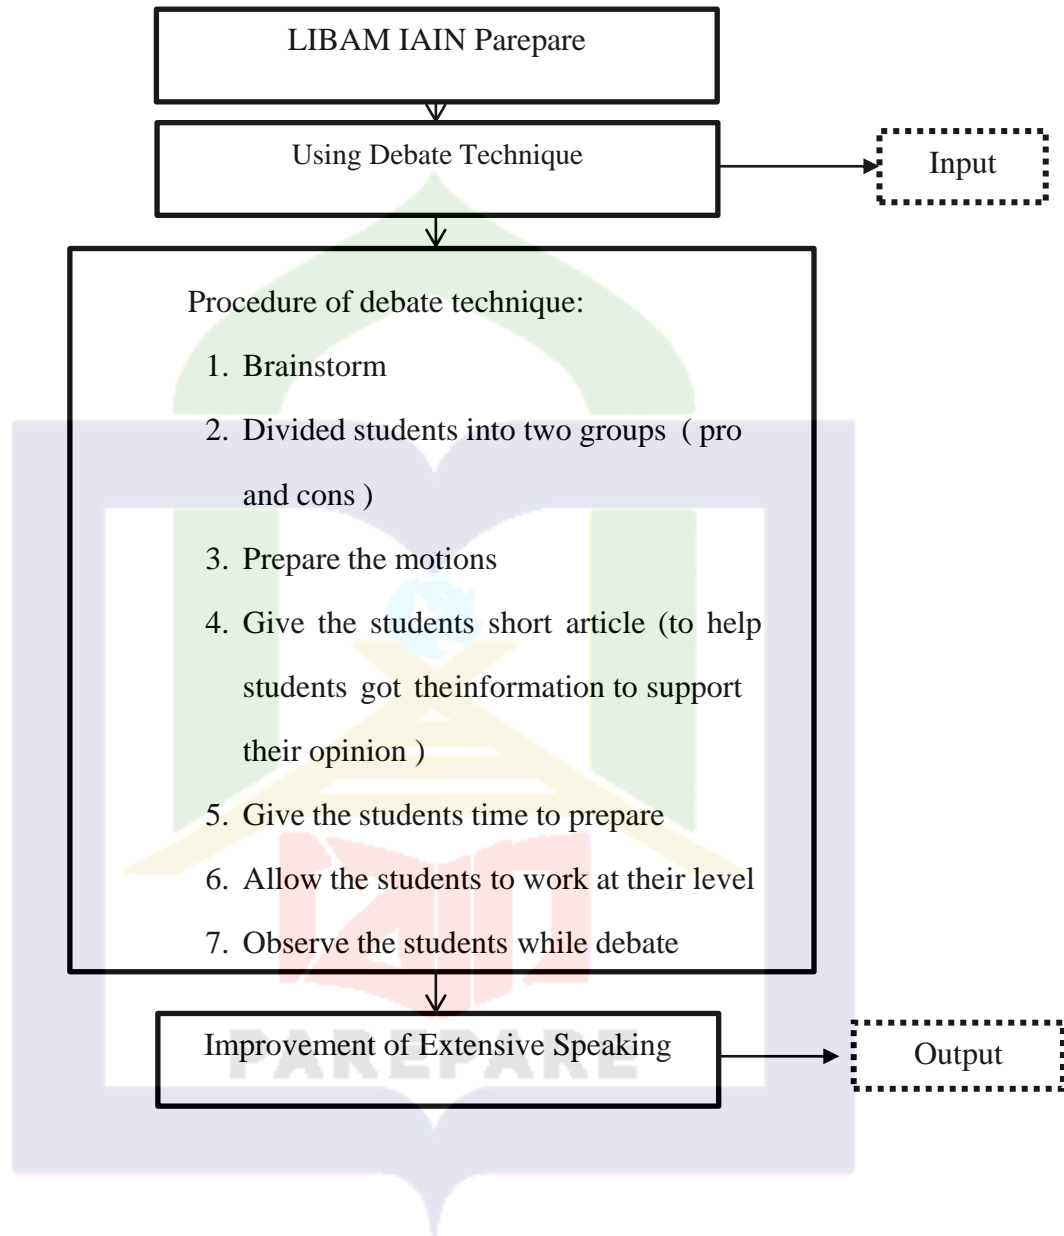 LIBAM IAIN Parepare
Using Debate Technique
Input
Procedure of debate technique:
1. Brainstorm
2. Divided students into two groups ( pro
and cons )
3. Prepare the motions
4. Give the students short article (to help
students got theinformation to support
their opinion )
5. Give the students time to prepare
6. Allow the students to work at their level
7. Observe the students while debate
IAIN
Improvement of Extensive Speaking
Output
PAREPARE